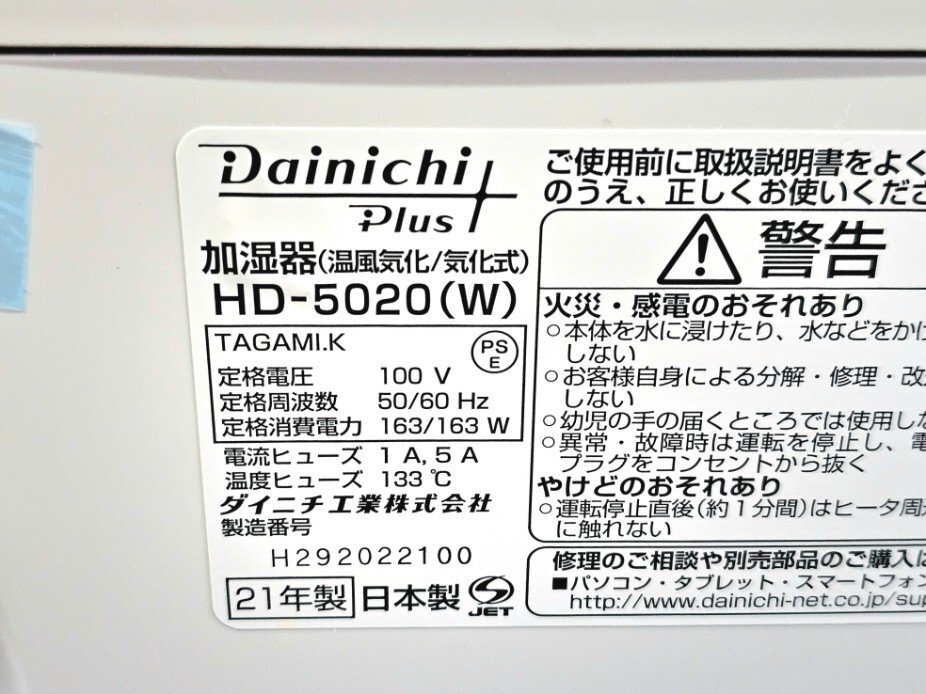 Dainichi
Plus
加湿器(温風気化/気化式)
HD-5020(W)
TAGAMI.K
PS
E
定格電圧 100 V
定格周波数 50/60 Hz
定格消費電力 163/163 W
電流ヒューズ 1 A, 5 A
温度ヒューズ 133 ℃
ダイニチ工業株式会社
製造番号
H292022100
21年製 日本製 JET
ご使用前に取扱説明書をよく
のうえ、正しくお使いくださ
警告
火災・感電のおそれあり
○本体を水に浸けたり、水などをかけ
しない
○お客様自身による分解・修理・改
しない
○幼児の手の届くところでは使用しな
○異常・故障時は運転を停止し、電
プラグをコンセントから抜く
やけどのおそれあり
○運転停止直後(約1分間)はヒータ周
に触れない
修理のご相談や別売部品のご購入は
■パソコン・タブレット・スマートフォン
http://www.dainichi-net.co.jp/sup